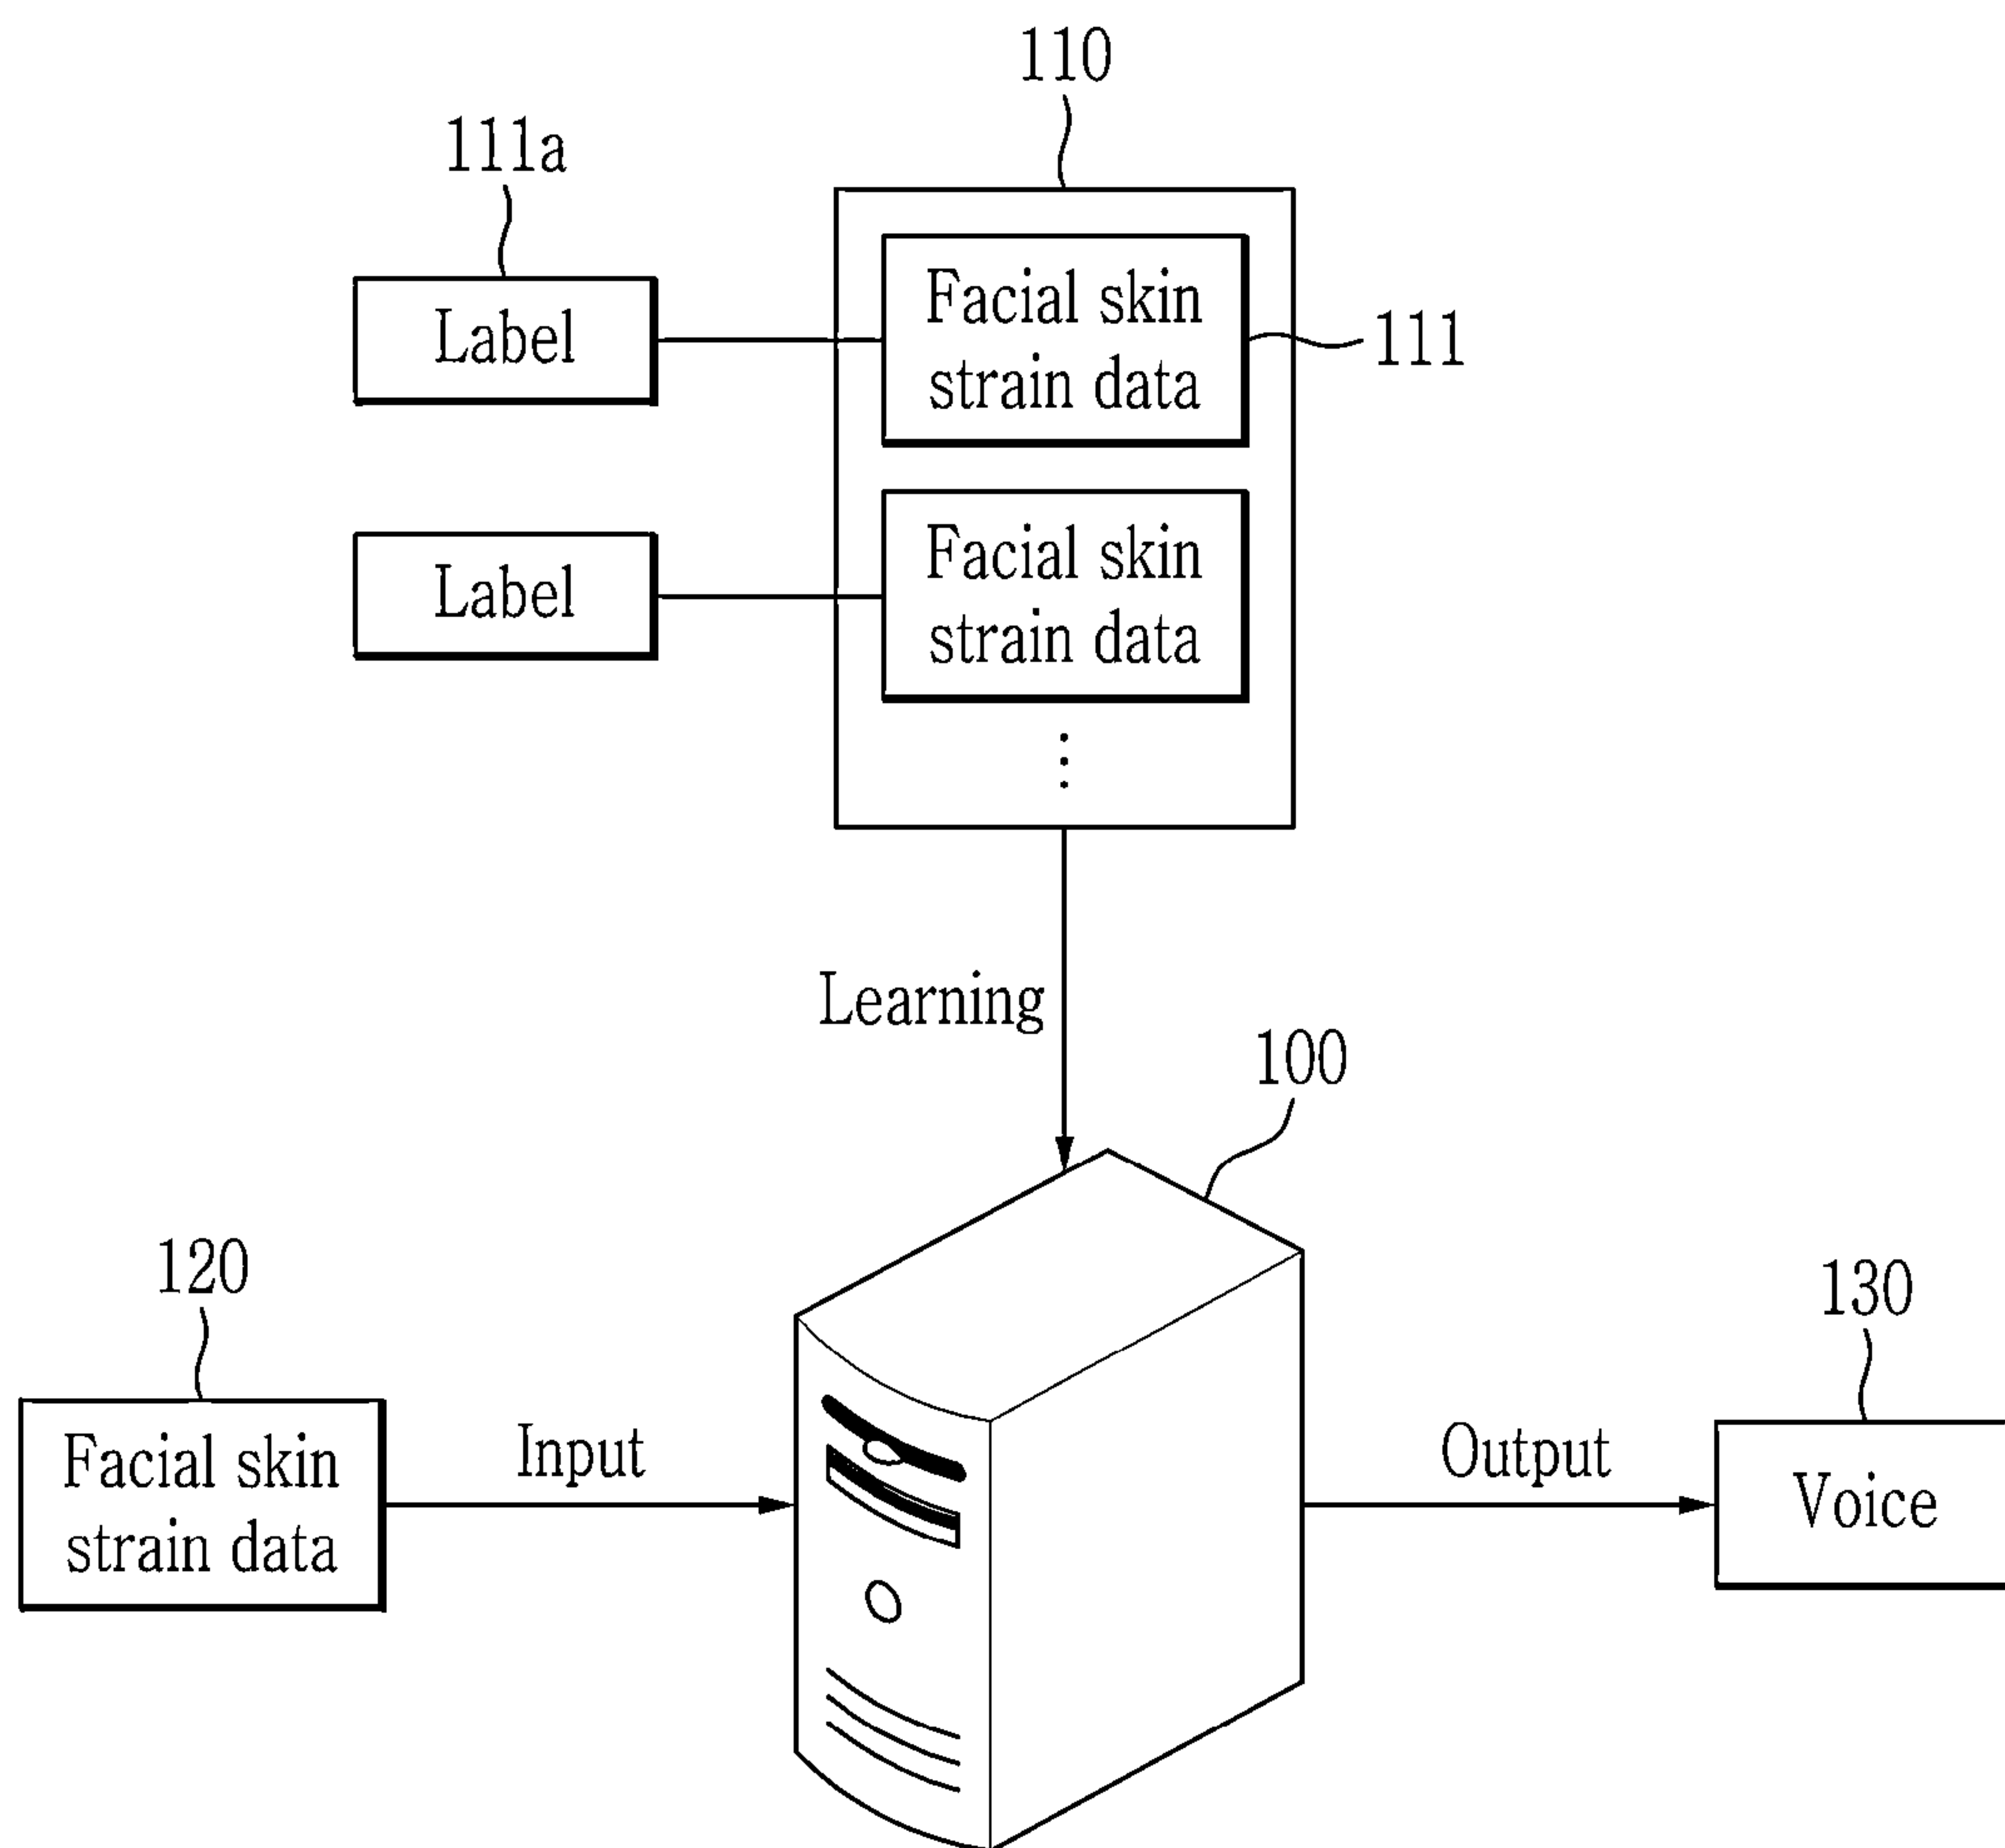 110
111a
Label
Facial skin
strain data
111
Label
Facial skin
strain data
Learning
100
120
Facial skin
strain data
Input
Output
130
Voice